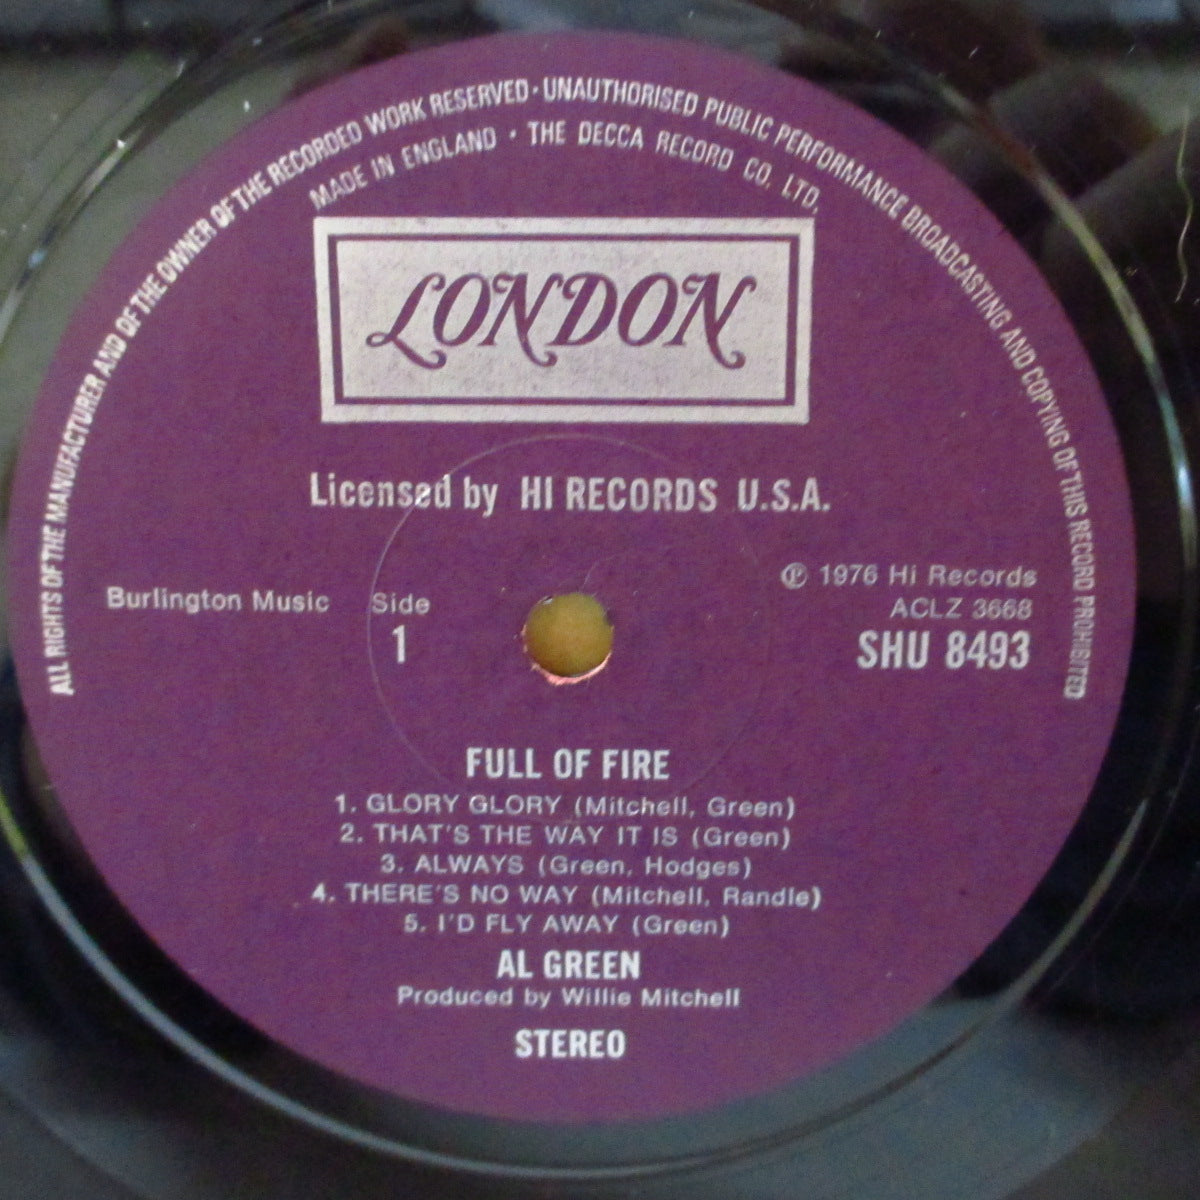 ALL RIGHTS OF THE MANUFACTURER AND OF THE OWNER OF THE RECORDED WORK RESERVED · UNAUTHORISED PUBLIC PERFORMANCE BROADCASTING AND COPYING OF THIS RECORD PROHIBITED
MADE IN ENGLAND · THE DECCA RECORD CO. LTD.
LONDON
Licensed by HI RECORDS U.S.A.
℗ 1976 Hi Records
Burlington Music Side ACLZ 3668
1 SHU 8493
FULL OF FIRE
1. GLORY GLORY (Mitchell, Green)
2. THAT'S THE WAY IT IS (Green)
3. ALWAYS (Green, Hodges)
4. THERE'S NO WAY (Mitchell, Randle)
5. I'D FLY AWAY (Green)
AL GREEN
Produced by Willie Mitchell
STEREO